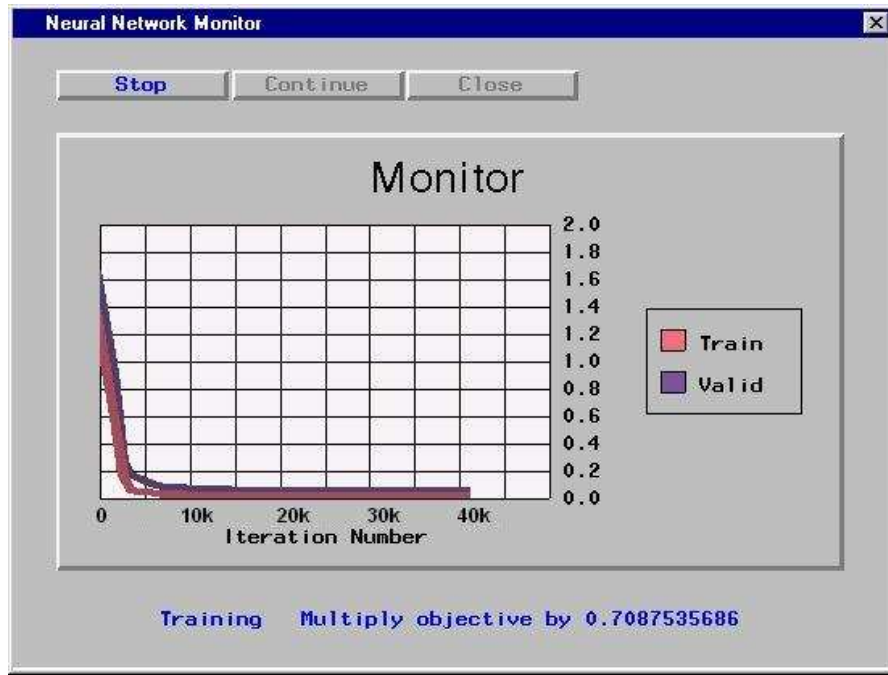 Neural Network Monitor
Stop Continue Close
Monitor
2.0
1.8
1.6
1.4
1.2
1.0
0.8
0.6
0.4
0.2
0.0
Train
Valid
0 10k 20k 30k 40k
Iteration Number
Training Multiply objective by 0.7087535686